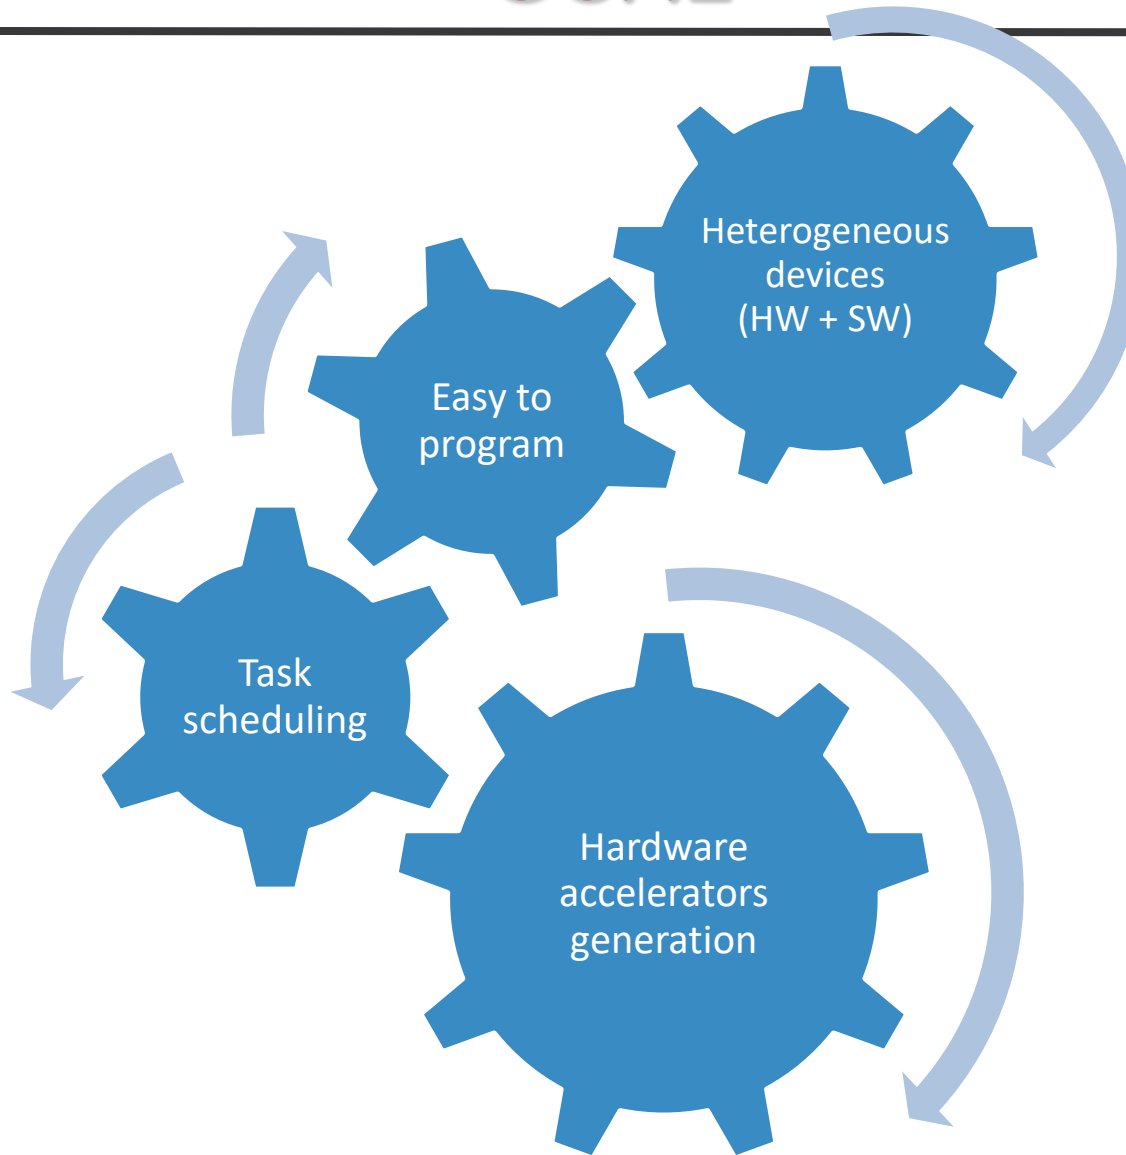 Heterogeneous
devices
(HW + SW)
Easy to
program
Task
scheduling
Hardware
accelerators
generation